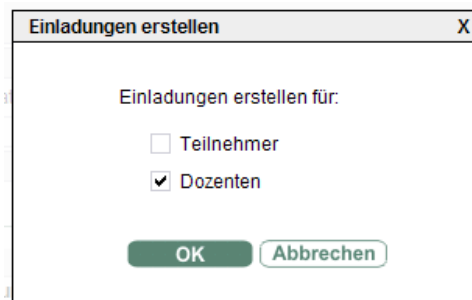 Einladungen erstellen X
Einladungen erstellen für:
Teilnehmer
Dozenten
OK Abbrechen